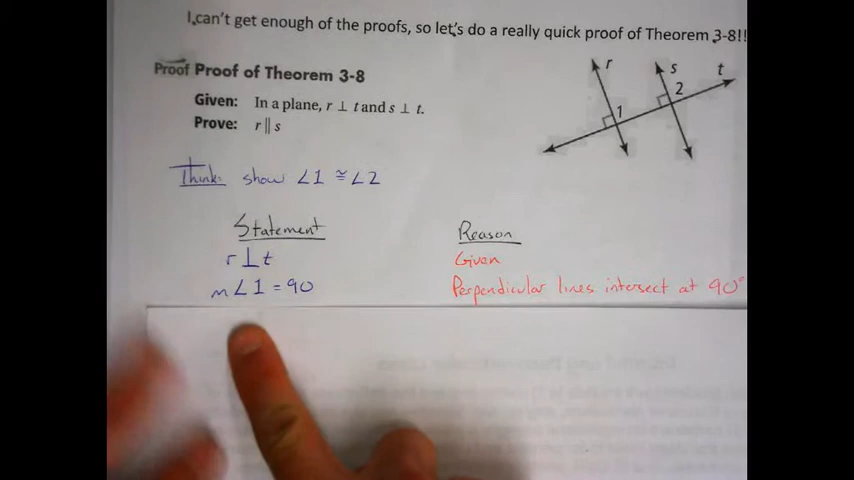 I can't get enough of the proofs, so let's do a really quick proof of Theorem 3-8!!
Proof Proof of Theorem 3-8
Given: In a plane, r ⊥ t and s ⊥ t.
Prove: r || s
r s t
1 2
Think: show ∠1 ≅ ∠2
Statement Reason
r ⊥ t Given
m∠1 = 90 Perpendicular lines intersect at 90°